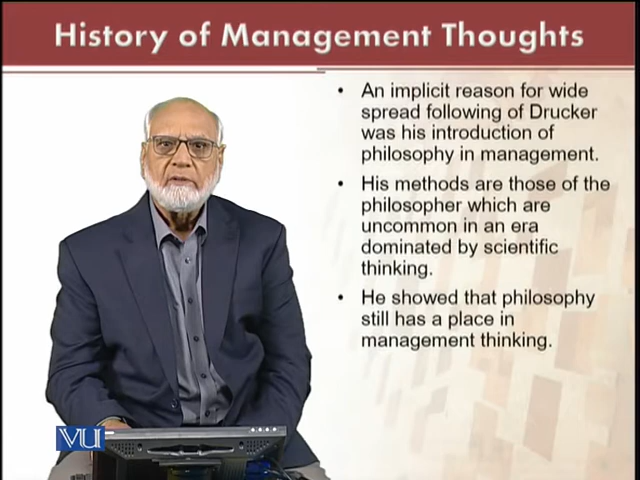 History of Management Thoughts
• An implicit reason for wide
spread following of Drucker
was his introduction of
philosophy in management.
• His methods are those of the
philosopher which are
uncommon in an era
dominated by scientific
thinking.
• He showed that philosophy
still has a place in
management thinking.
VU